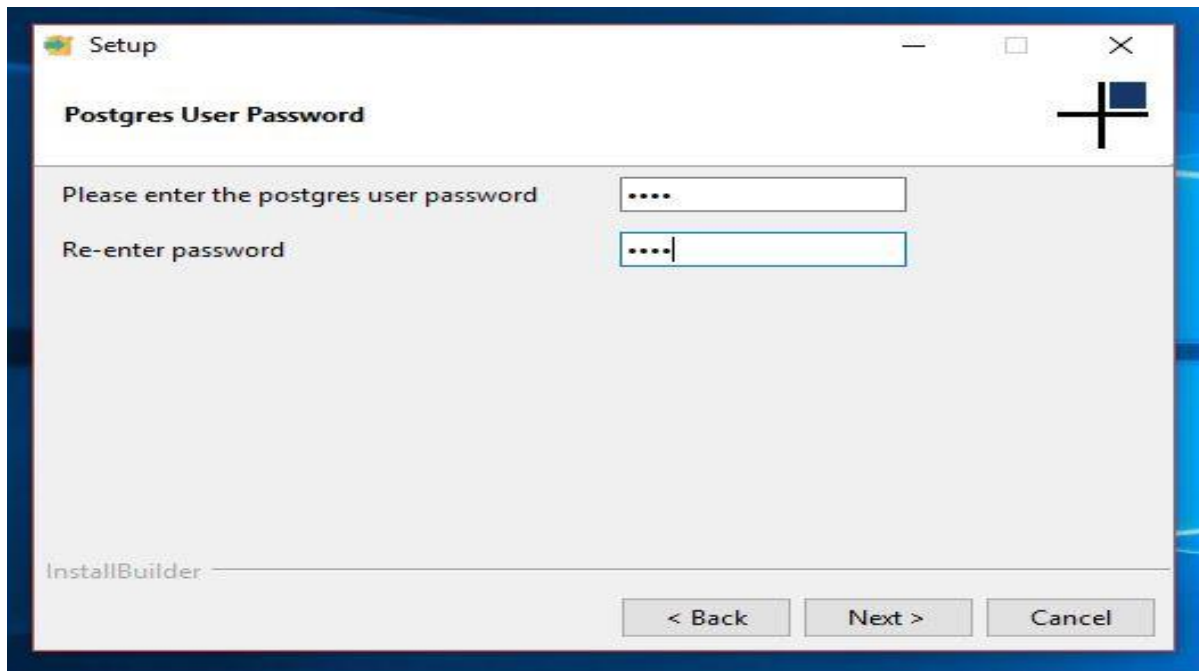 Setup
Postgres User Password
Please enter the postgres user password
••••
Re-enter password
••••
InstallBuilder
< Back
Next >
Cancel